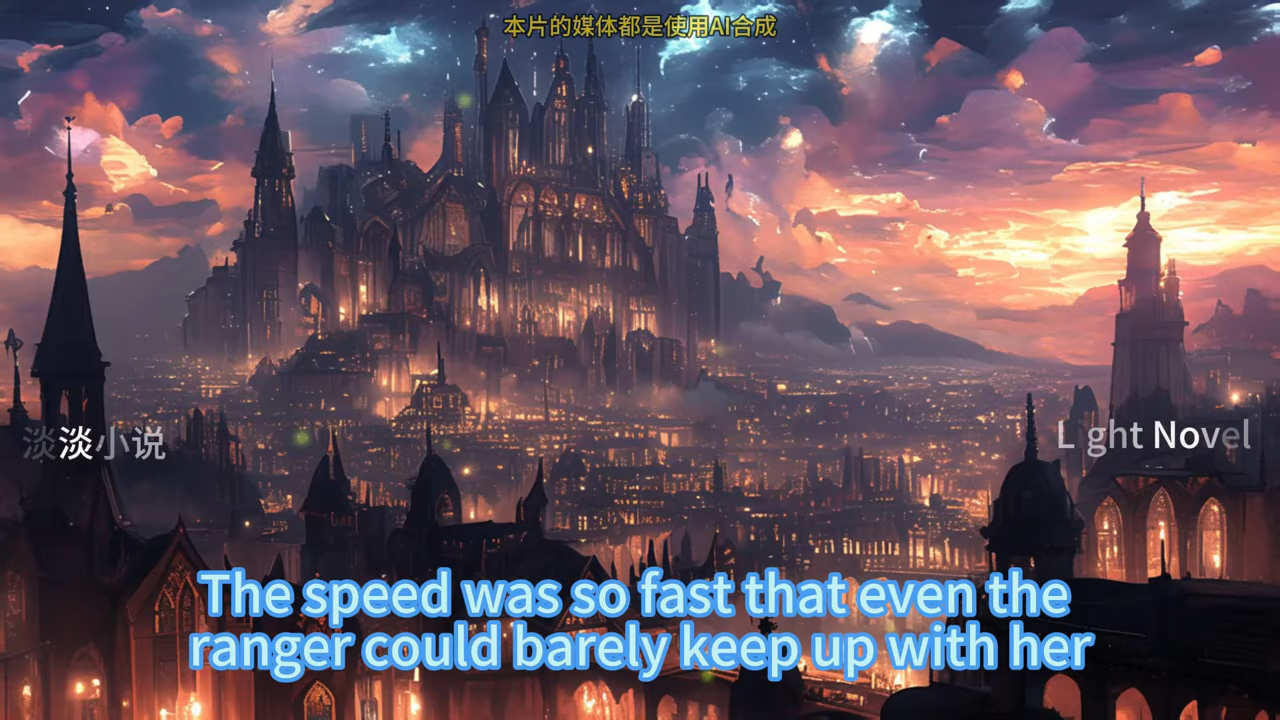 本片的媒体都是使用AI合成
淡淡小说
Light Novel
The speed was so fast that even the
ranger could barely keep up with her